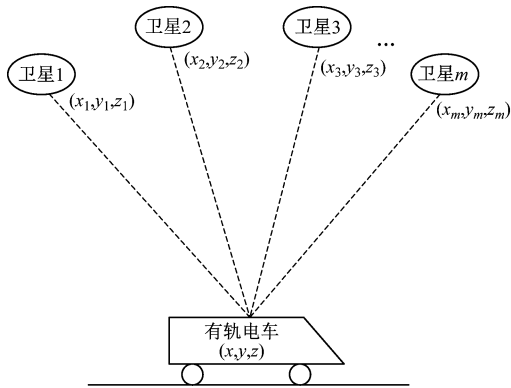 卫星1
(x₁,y₁,z₁)
卫星2
(x₂,y₂,z₂)
卫星3
(x₃,y₃,z₃)
...
卫星m
(xₘ,yₘ,zₘ)
有轨电车
(x,y,z)